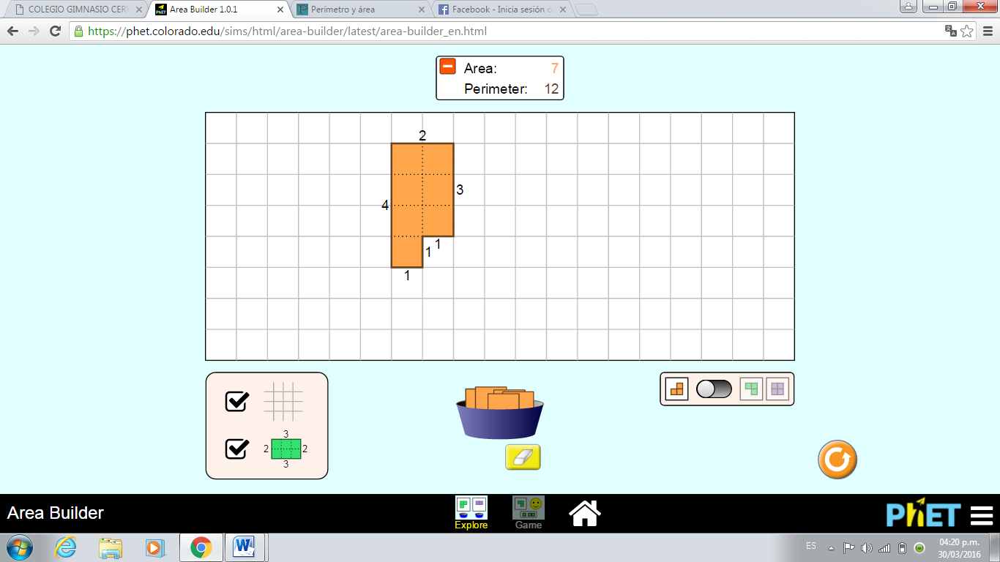 COLEGIO GIMNASIO CER
Area Builder 1.0.1
Perímetro y área
Facebook - Inicia sesión o
https://phet.colorado.edu/sims/html/area-builder/latest/area-builder_en.html
Area: 7
Perimeter: 12
2
3
4
1
1
1
3
2 2
3
Area Builder
Explore
Game
PhET
ES
04:20 p.m.
30/03/2016